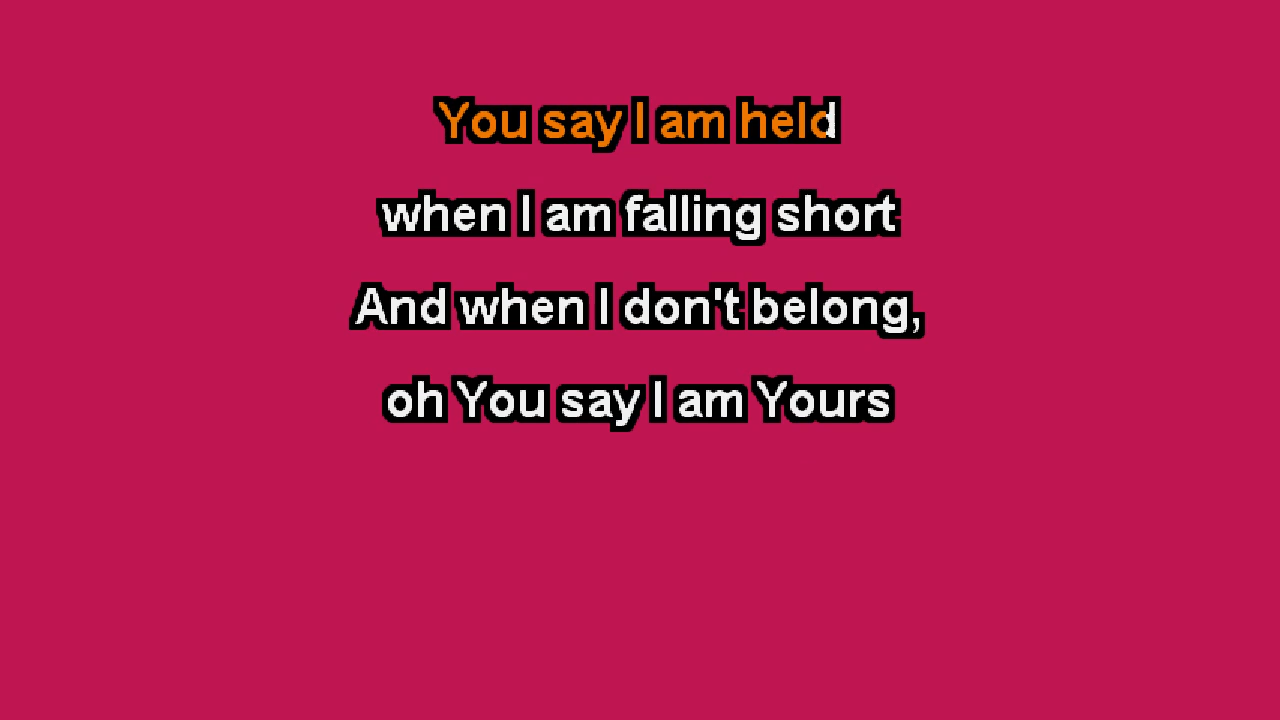 You say I am held
when I am falling short
And when I don't belong,
oh You say I am Yours